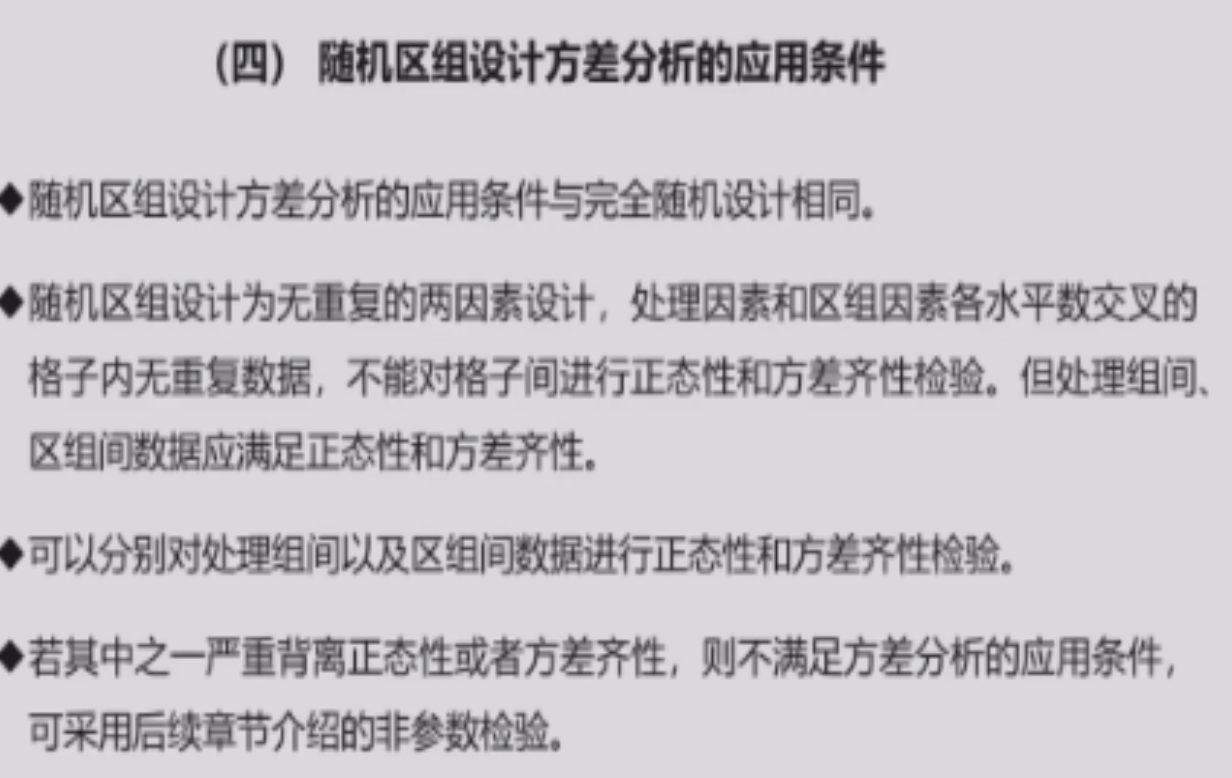 （四） 随机区组设计方差分析的应用条件
◆随机区组设计方差分析的应用条件与完全随机设计相同。
◆随机区组设计为无重复的两因素设计，处理因素和区组因素各水平数交叉的
格子内无重复数据，不能对格子间进行正态性和方差齐性检验。但处理组间、
区组间数据应满足正态性和方差齐性。
◆可以分别对处理组间以及区组间数据进行正态性和方差齐性检验。
◆若其中之一严重背离正态性或者方差齐性，则不满足方差分析的应用条件，
可采用后续章节介绍的非参数检验。